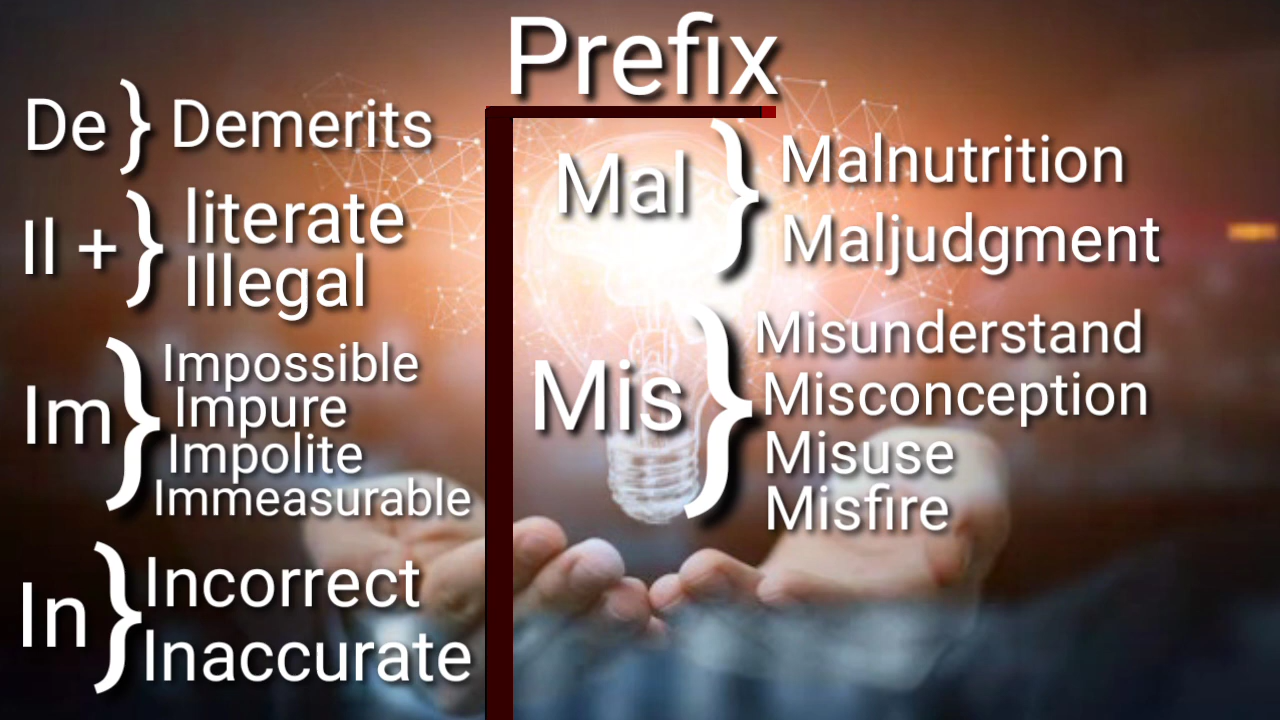 Prefix
De } Demerits
Il + } literate
Illegal
Im } Impossible
Impure
Impolite
Immeasurable
In } Incorrect
Inaccurate
Mal } Malnutrition
Maljudgment
Mis } Misunderstand
Misconception
Misuse
Misfire